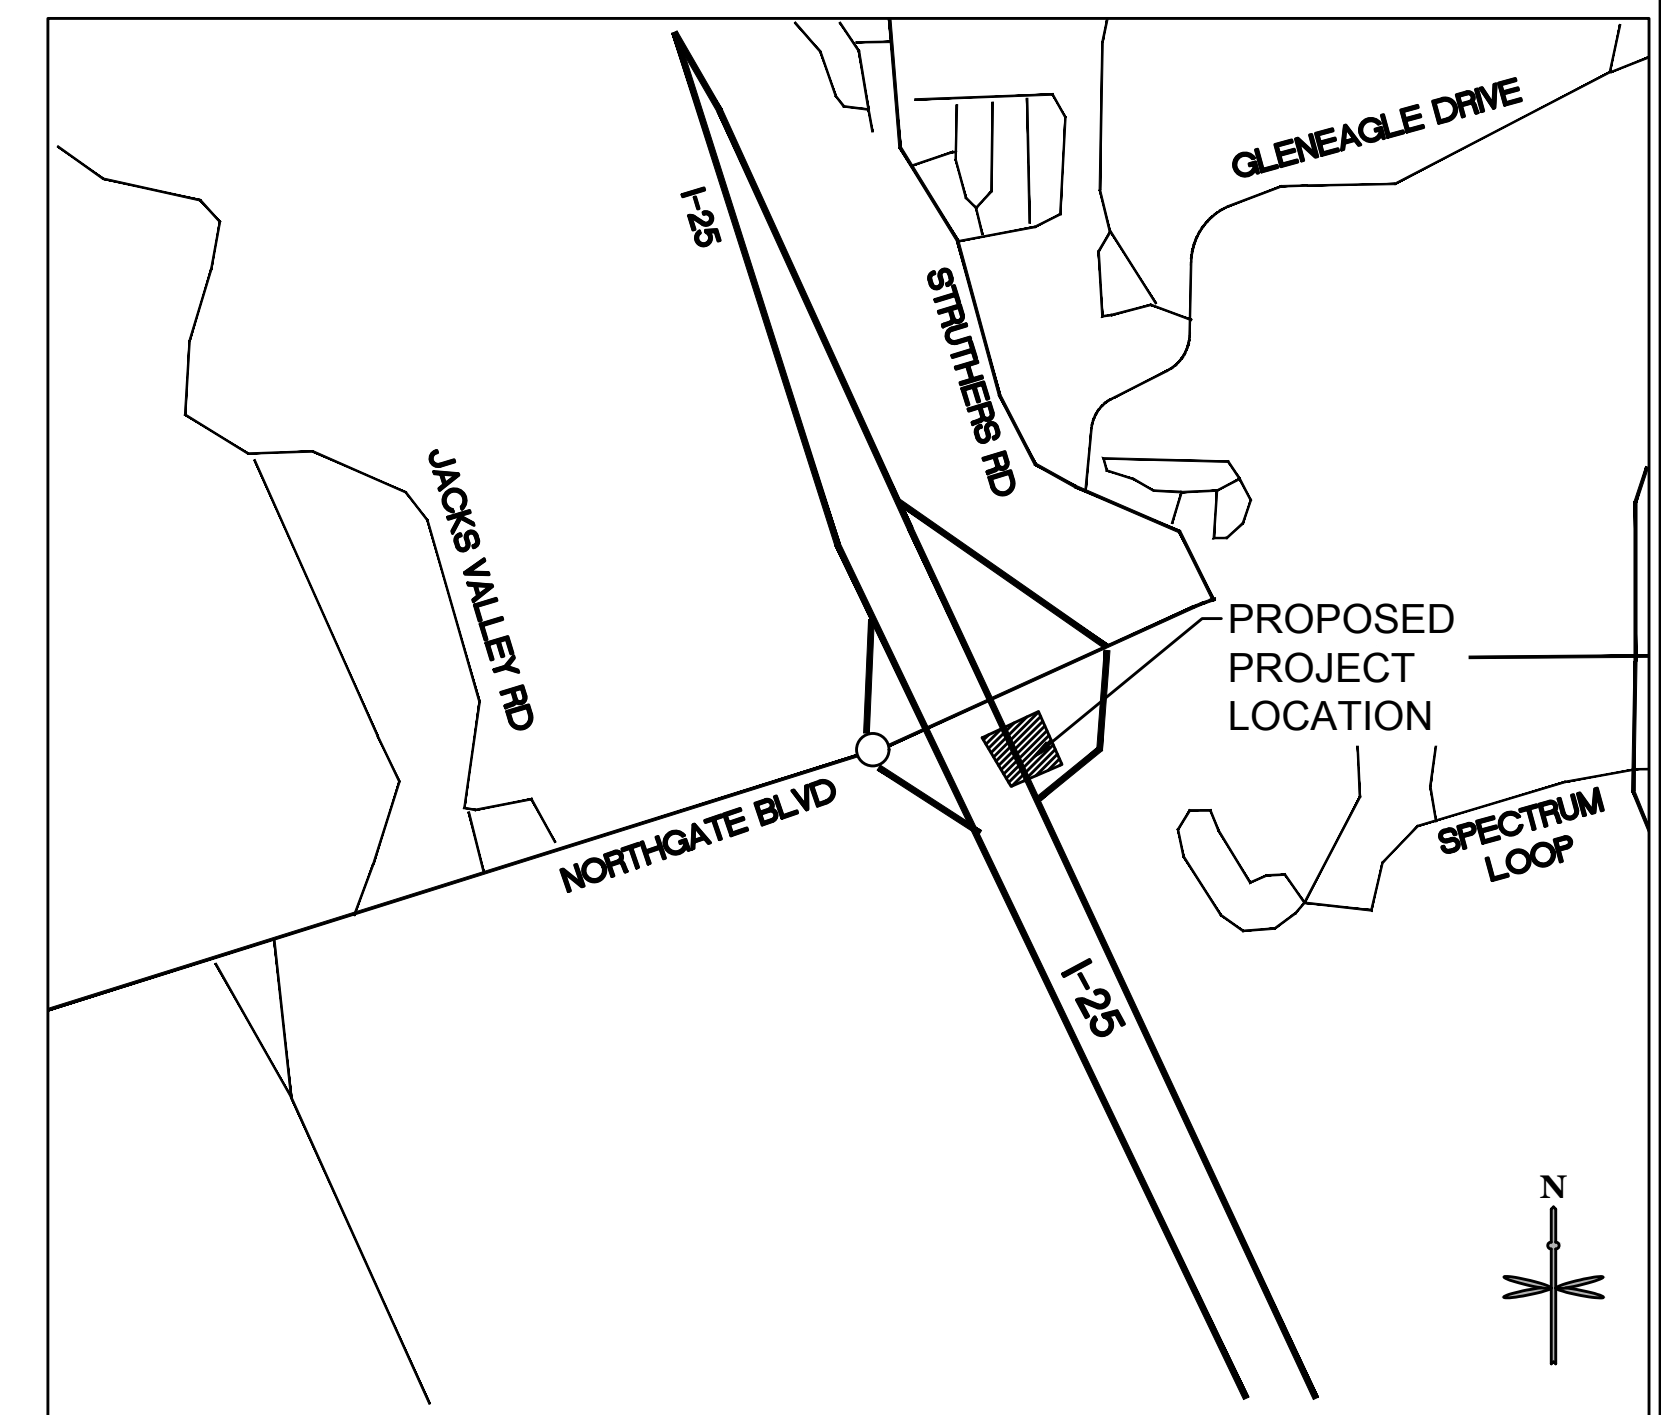 GLENEAGLE DRIVE
I-25
STRUTHERS RD
JACKS VALLEY RD
PROPOSED
PROJECT
LOCATION
NORTHGATE BLVD
SPECTRUM
LOOP
I-25
N